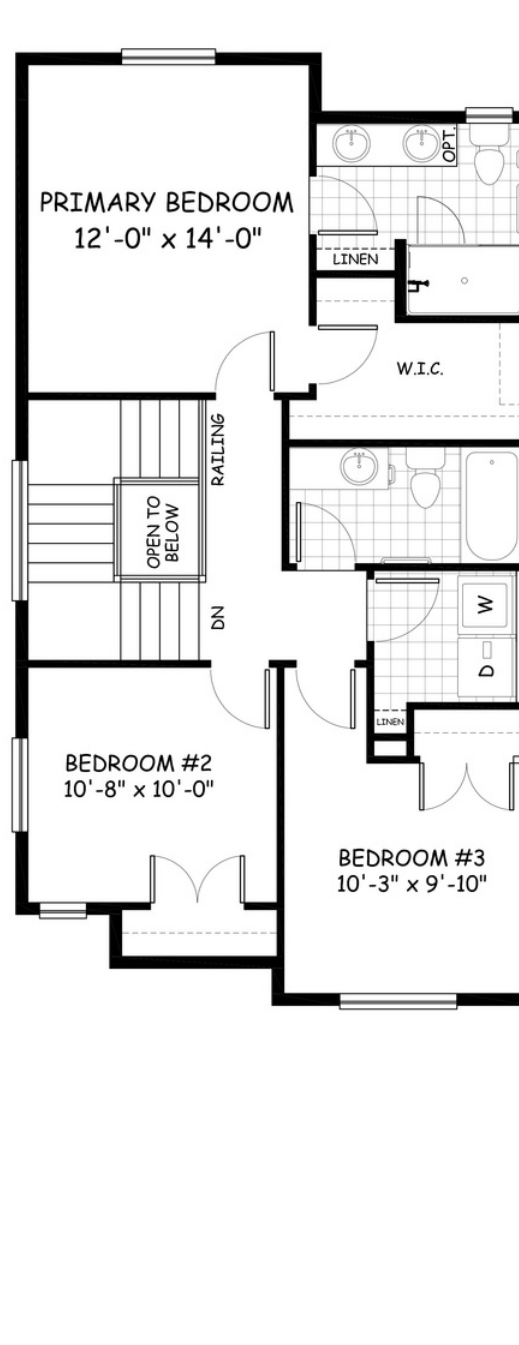 OPT.
PRIMARY BEDROOM
12'-0" x 14'-0"
LINEN
W.I.C.
RAILING
OPEN TO
BELOW
DN
W
D
LINEN
BEDROOM #2
10'-8" x 10'-0"
BEDROOM #3
10'-3" x 9'-10"